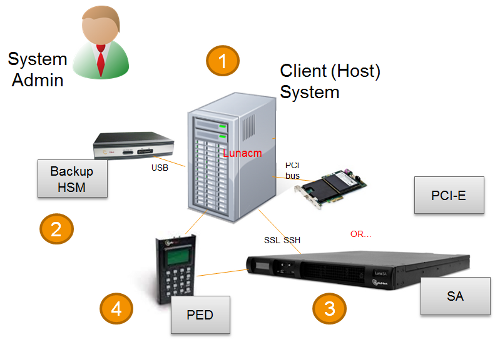 System
Admin
1
Client (Host)
System
Lunacm
USB
PCI
bus
Backup
HSM
PCI-E
2
OR...
SSL SSH
SA
3
4
PED